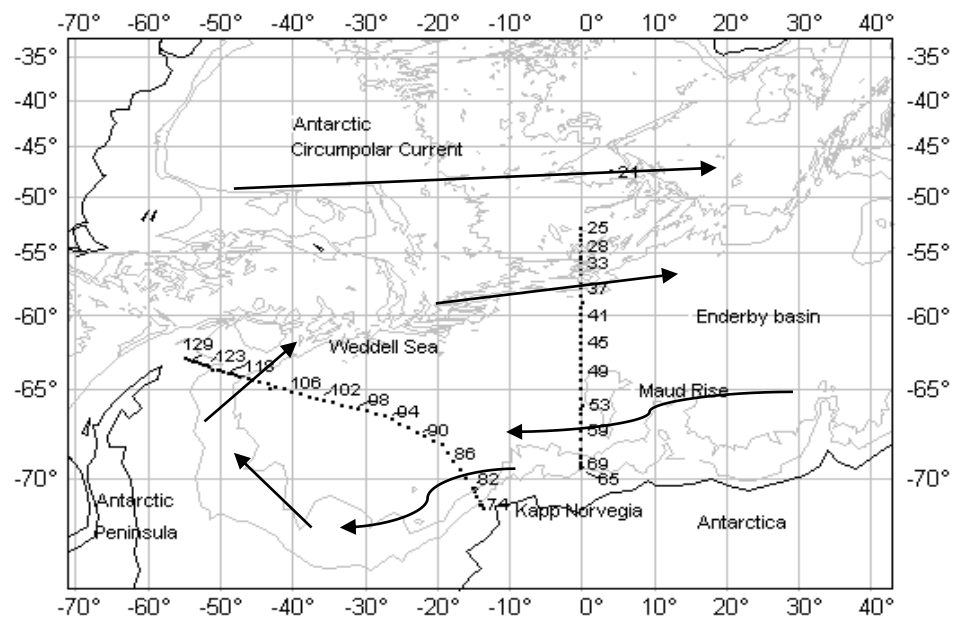 -70° -60° -50° -40° -30° -20° -10° 0° 10° 20° 30° 40°
-35° -35°
-40° -40°
Antarctic
Circumpolar Current
-45° -45°
21
-50° -50°
25
28
-55° -55°
33
37
-60° 41 Enderby basin -60°
129 123 113 Weddell Sea 45
49
-65° 106 102 98 94 53 Maud Rise -65°
90 59
86 69
-70° 82 65 -70°
Antarctic 74 Kapp Norvegia Antarctica
Peninsula
-70° -60° -50° -40° -30° -20° -10° 0° 10° 20° 30° 40°